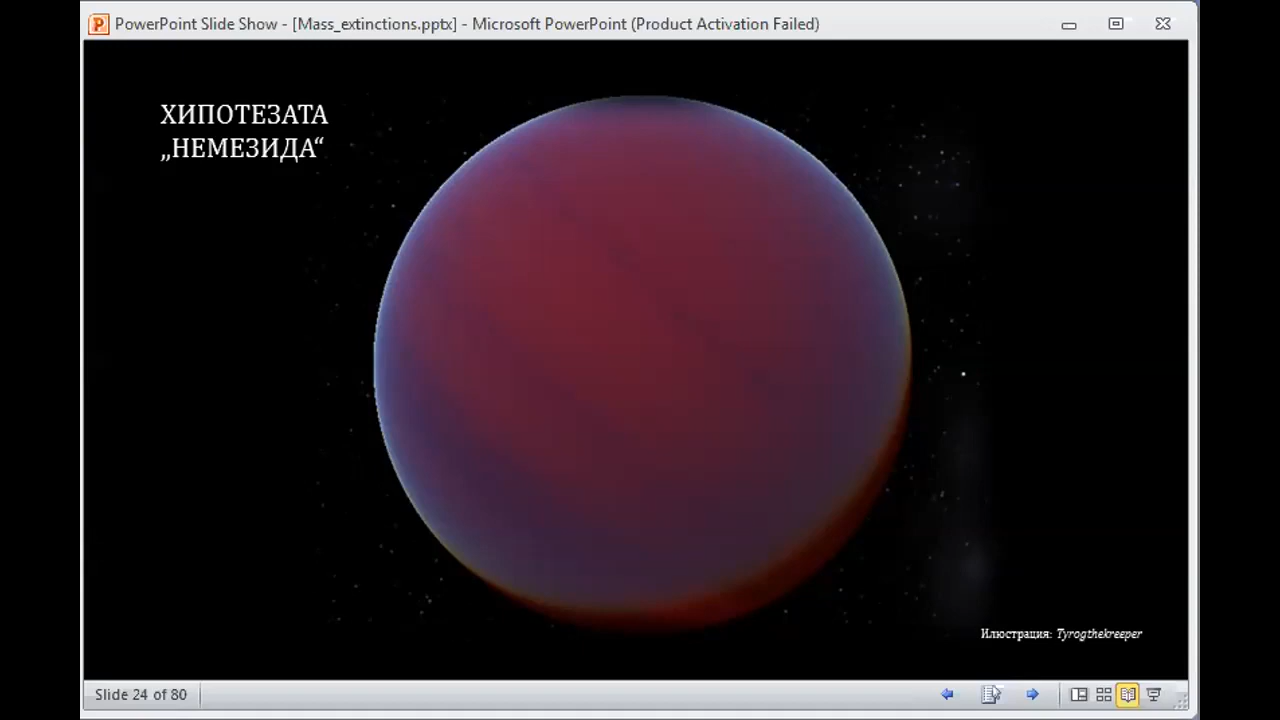 PowerPoint Slide Show - [Mass_extinctions.pptx] - Microsoft PowerPoint (Product Activation Failed)
ХИПОТЕЗАТА
„НЕМЕЗИДА“
Илюстрация: Tyrogthekreeper
Slide 24 of 80